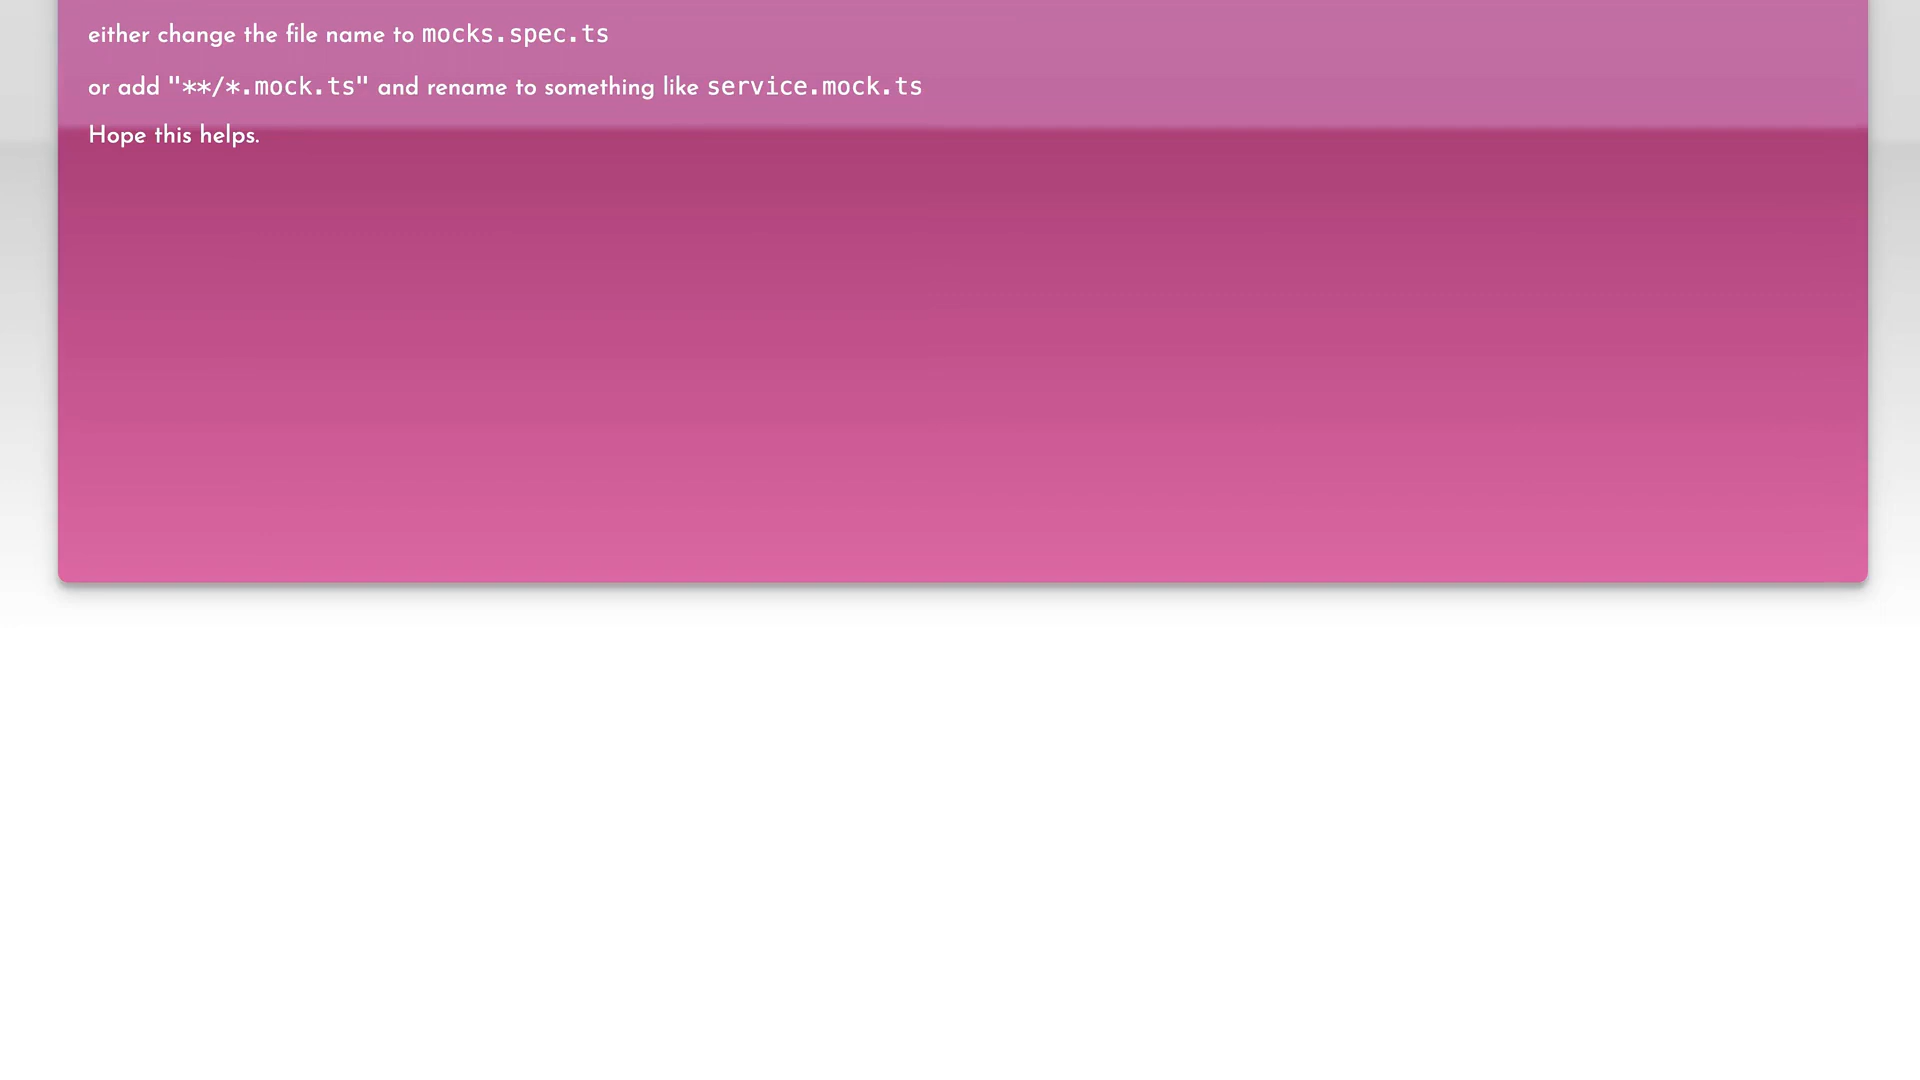 either change the file name to mocks.spec.ts
or add "**/*.mock.ts" and rename to something like service.mock.ts
Hope this helps.